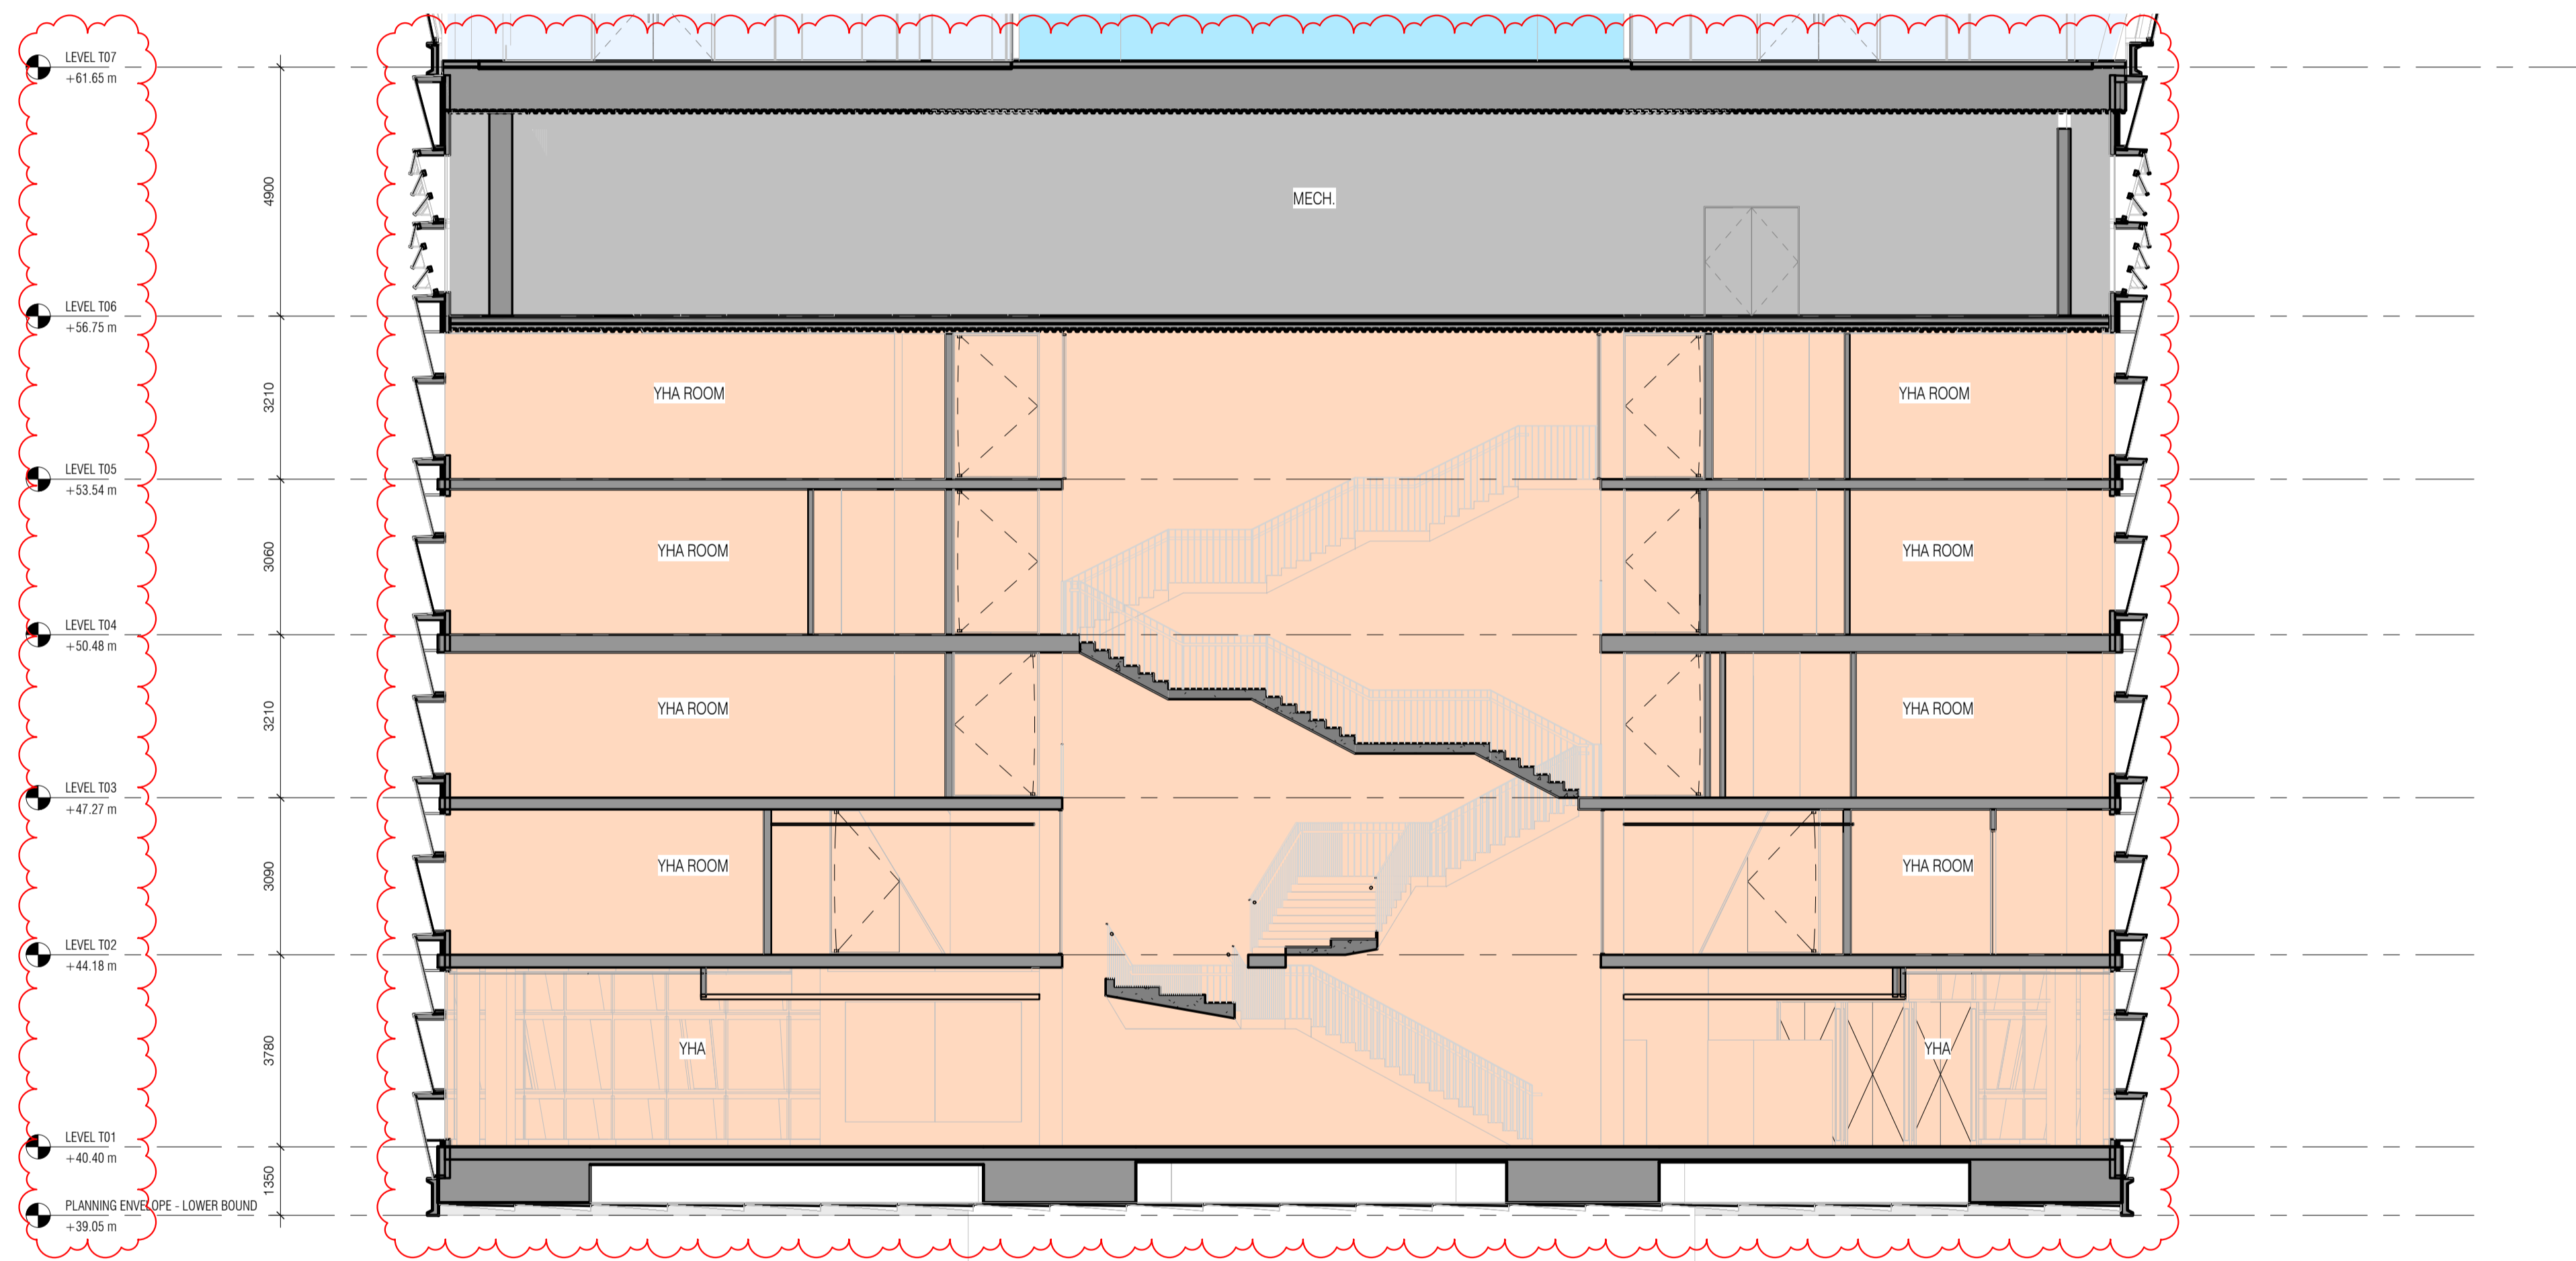 LEVEL T07
+61.65 m
4900
MECH.
LEVEL T06
+56.75 m
3210
YHA ROOM
YHA ROOM
LEVEL T05
+53.54 m
3060
YHA ROOM
YHA ROOM
LEVEL T04
+50.48 m
3210
YHA ROOM
YHA ROOM
LEVEL T03
+47.27 m
3090
YHA ROOM
YHA ROOM
LEVEL T02
+44.18 m
3780
YHA
YHA
LEVEL T01
+40.40 m
1350
PLANNING ENVELOPE - LOWER BOUND
+39.05 m